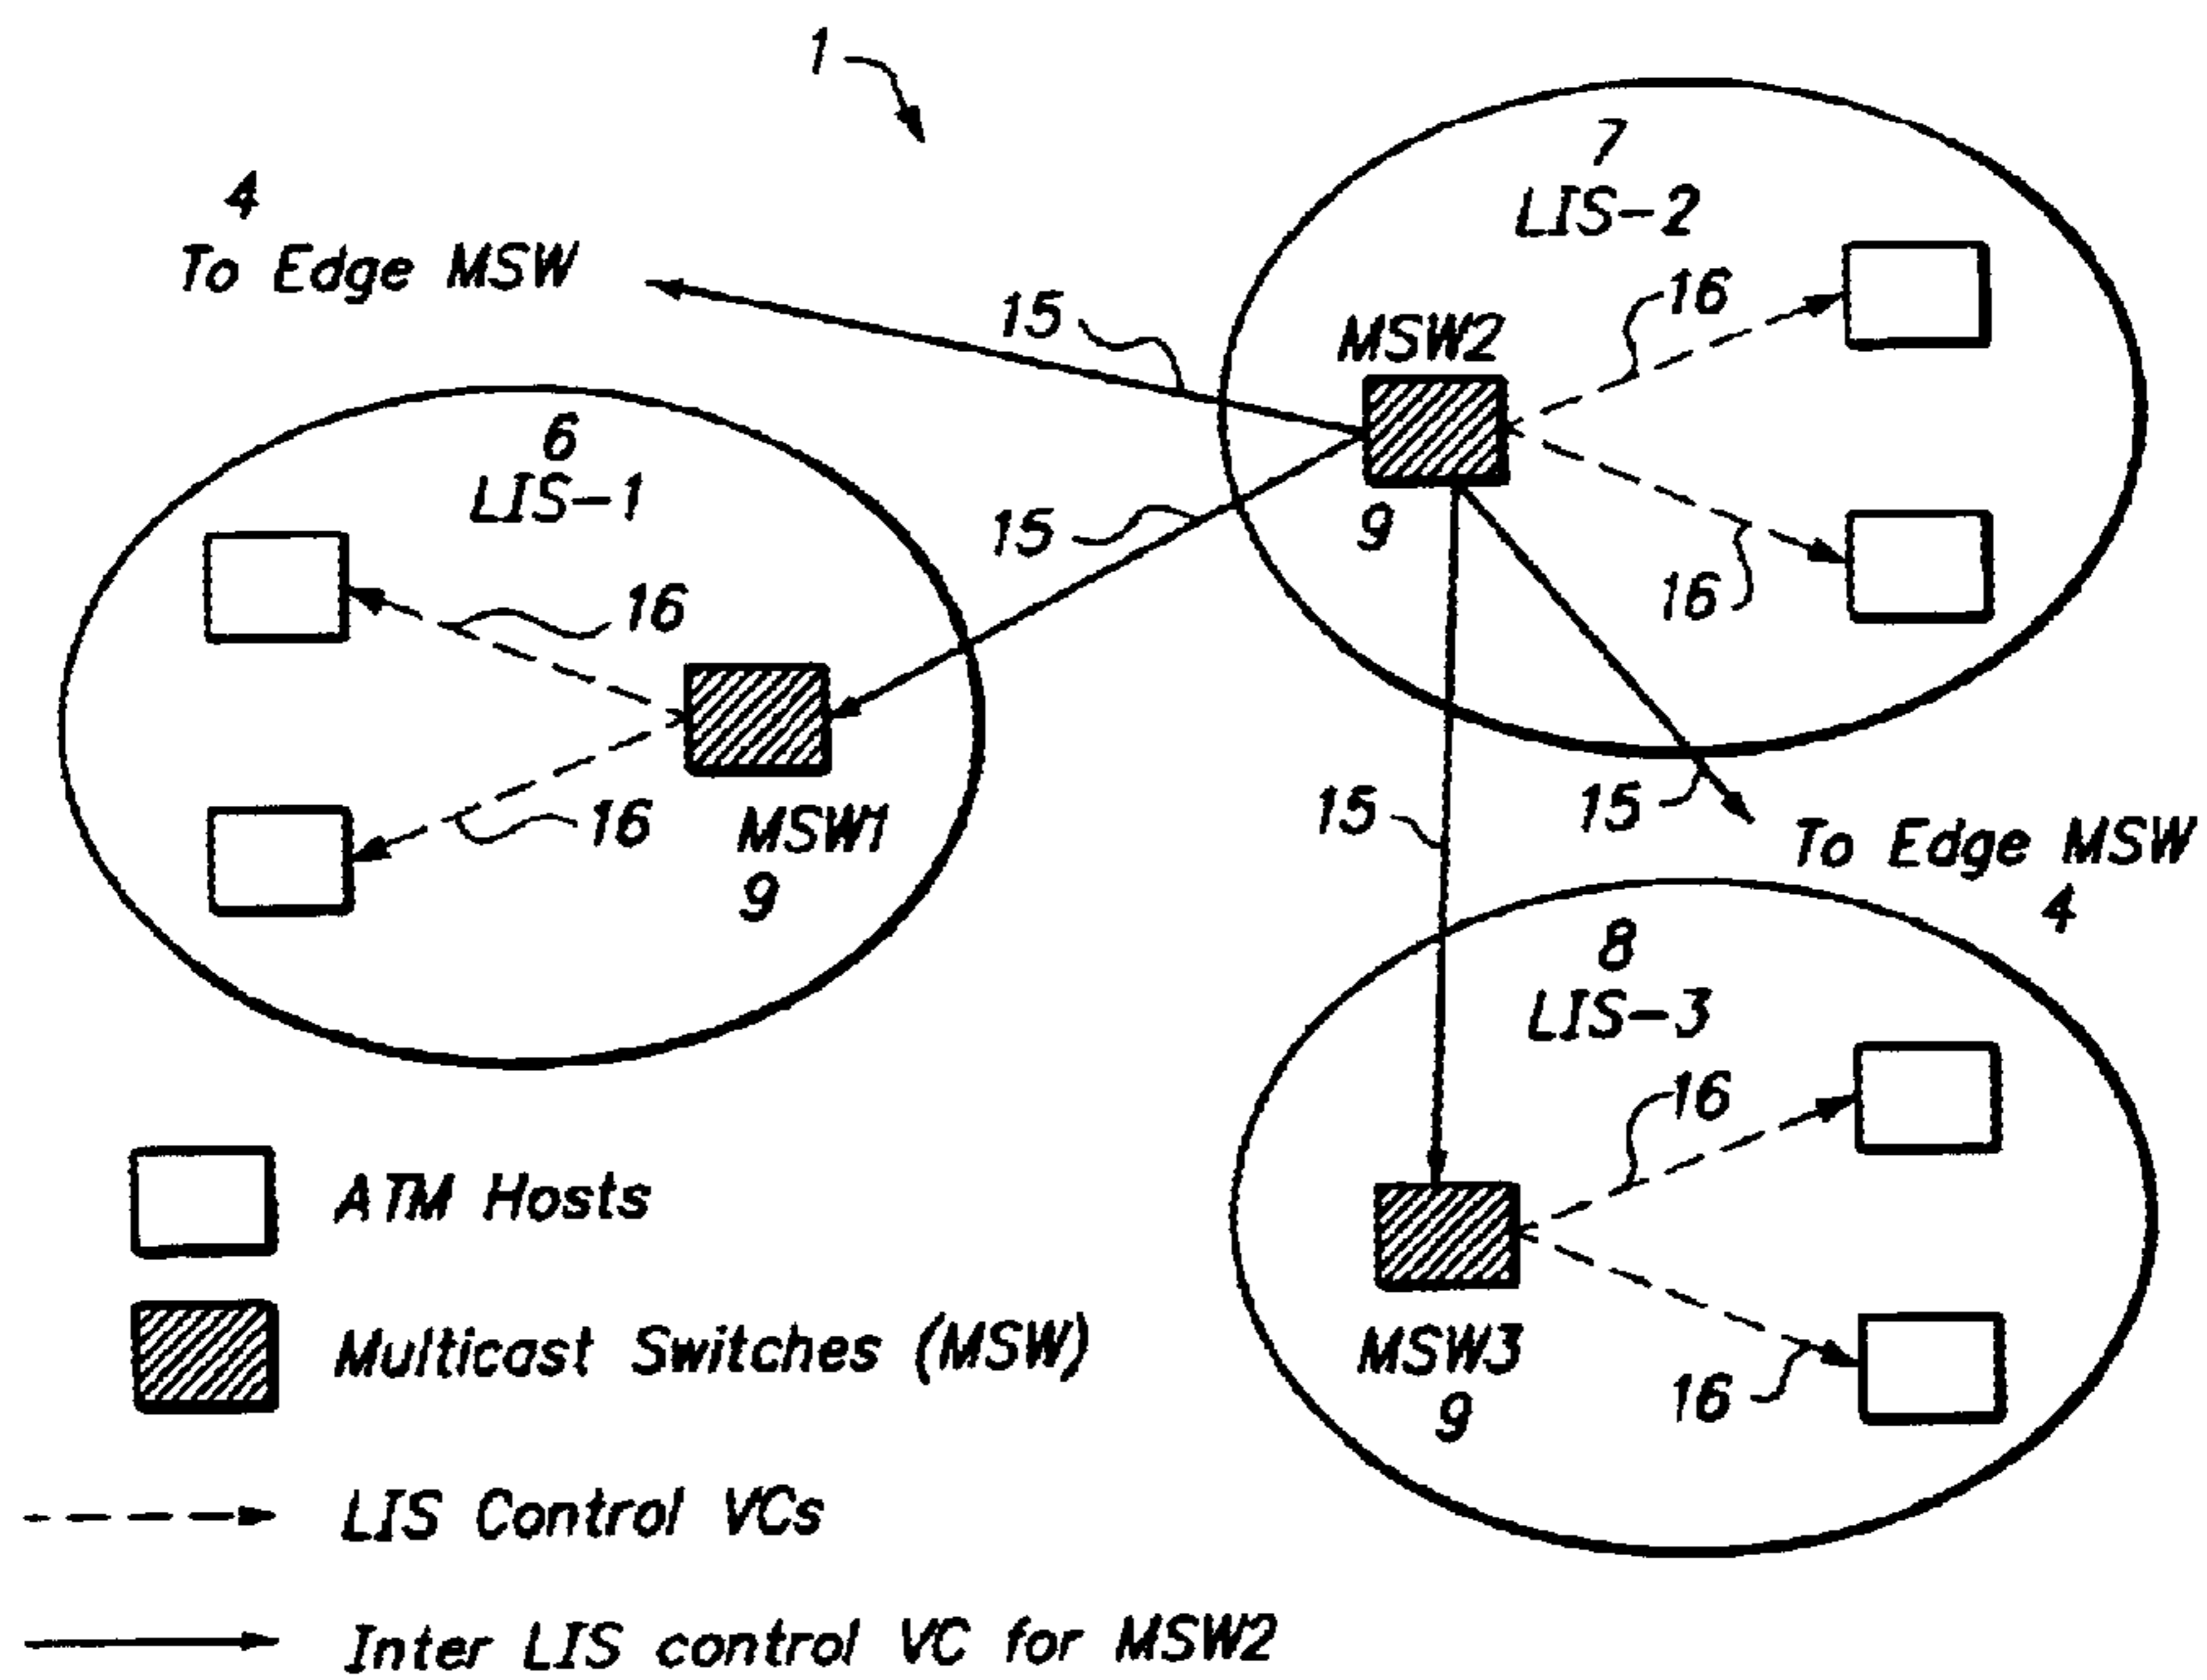 1
4
To Edge MSW
7
LIS-2
15
16
MSW2
9
15
16
6
LIS-1
16
16
MSW1
9
15
15
To Edge MSW
4
8
LIS-3
16
MSW3
9
16
ATM Hosts
Multicast Switches (MSW)
LIS Control VCs
Inter LIS control VC for MSW2